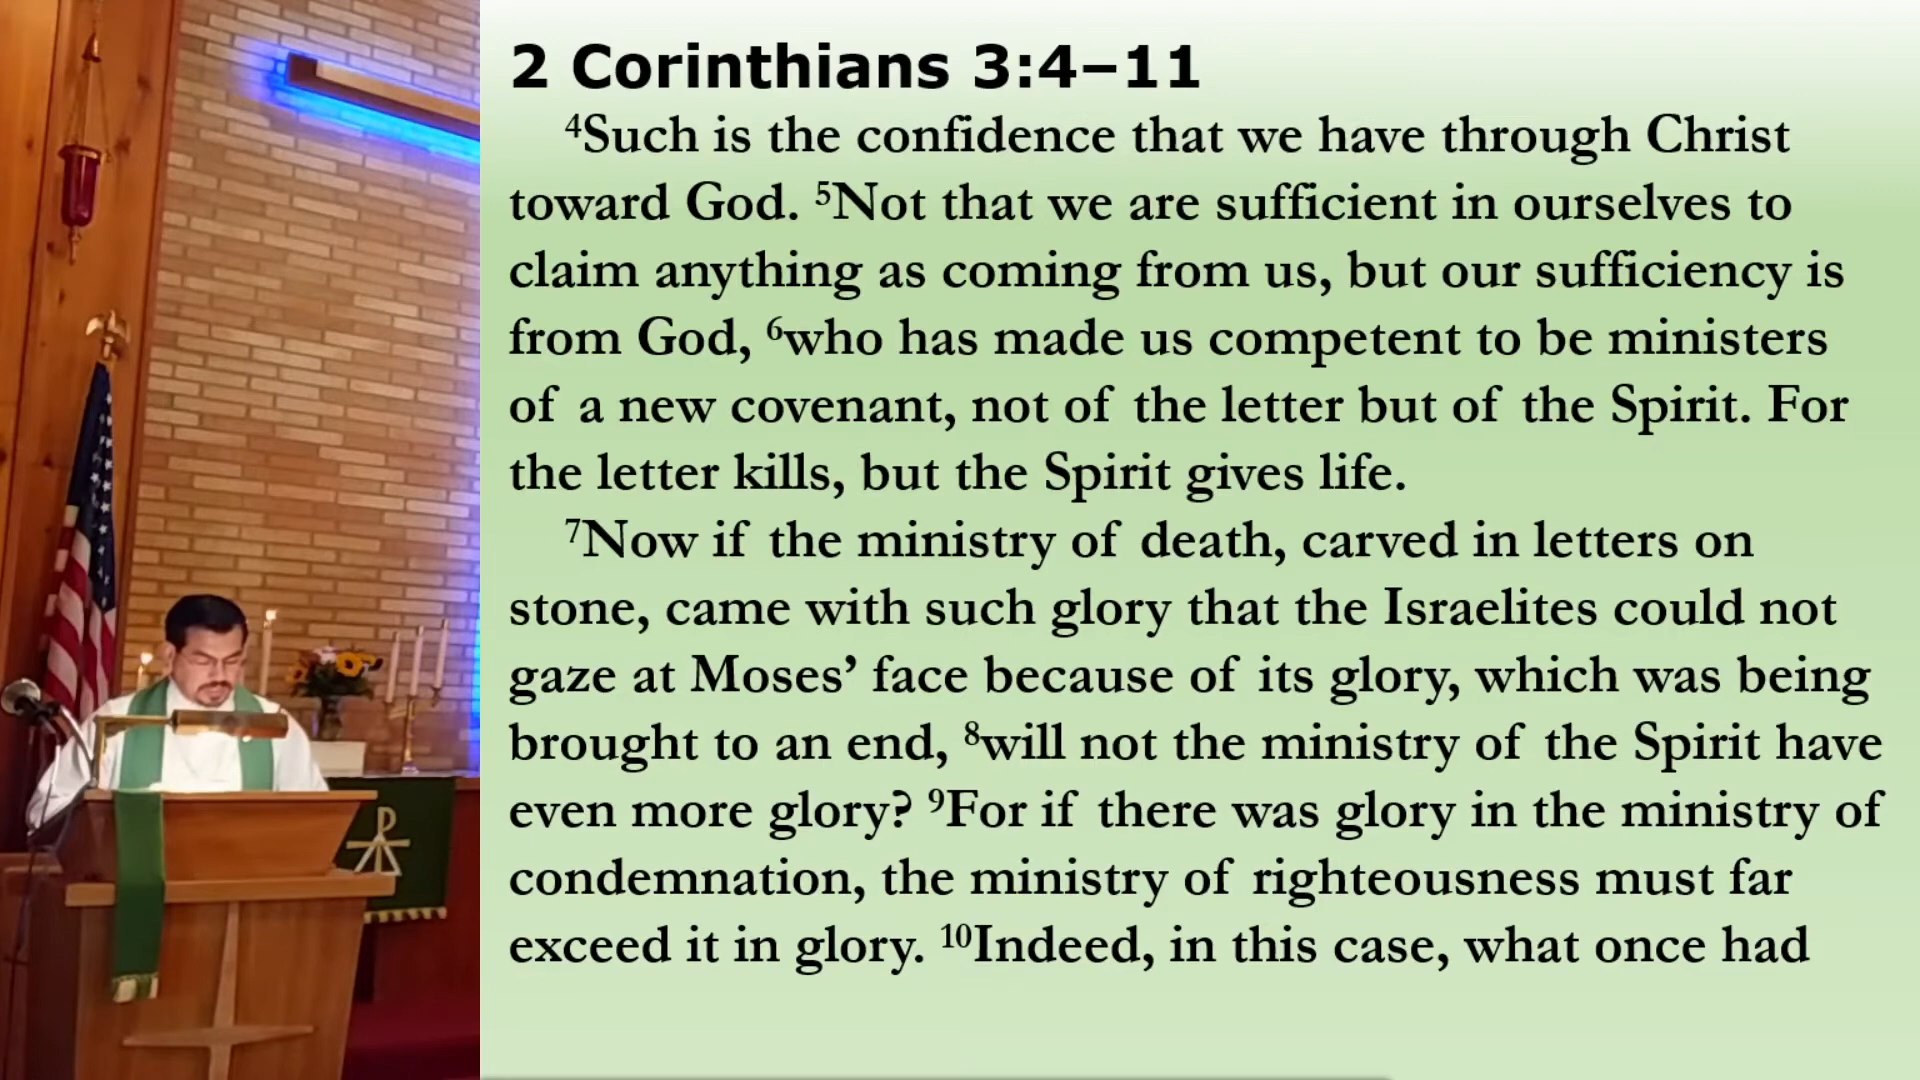 2 Corinthians 3:4–11
⁴Such is the confidence that we have through Christ
toward God. ⁵Not that we are sufficient in ourselves to
claim anything as coming from us, but our sufficiency is
from God, ⁶who has made us competent to be ministers
of a new covenant, not of the letter but of the Spirit. For
the letter kills, but the Spirit gives life.
⁷Now if the ministry of death, carved in letters on
stone, came with such glory that the Israelites could not
gaze at Moses’ face because of its glory, which was being
brought to an end, ⁸will not the ministry of the Spirit have
even more glory? ⁹For if there was glory in the ministry of
condemnation, the ministry of righteousness must far
exceed it in glory. ¹⁰Indeed, in this case, what once had